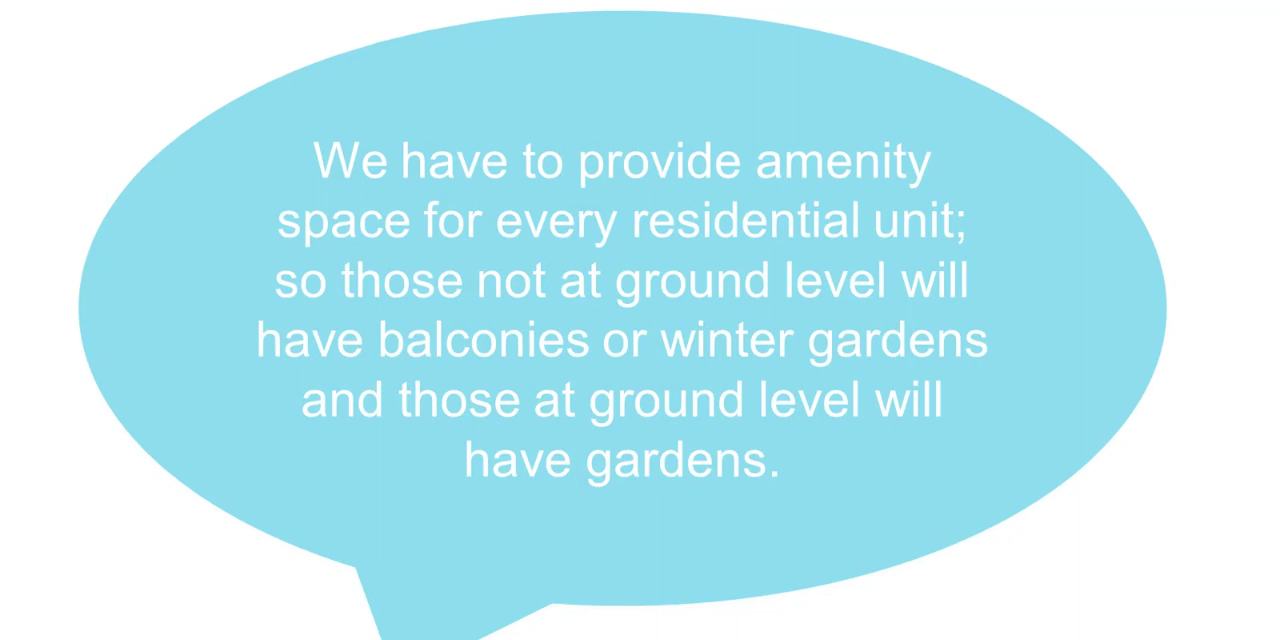 We have to provide amenity
space for every residential unit;
so those not at ground level will
have balconies or winter gardens
and those at ground level will
have gardens.